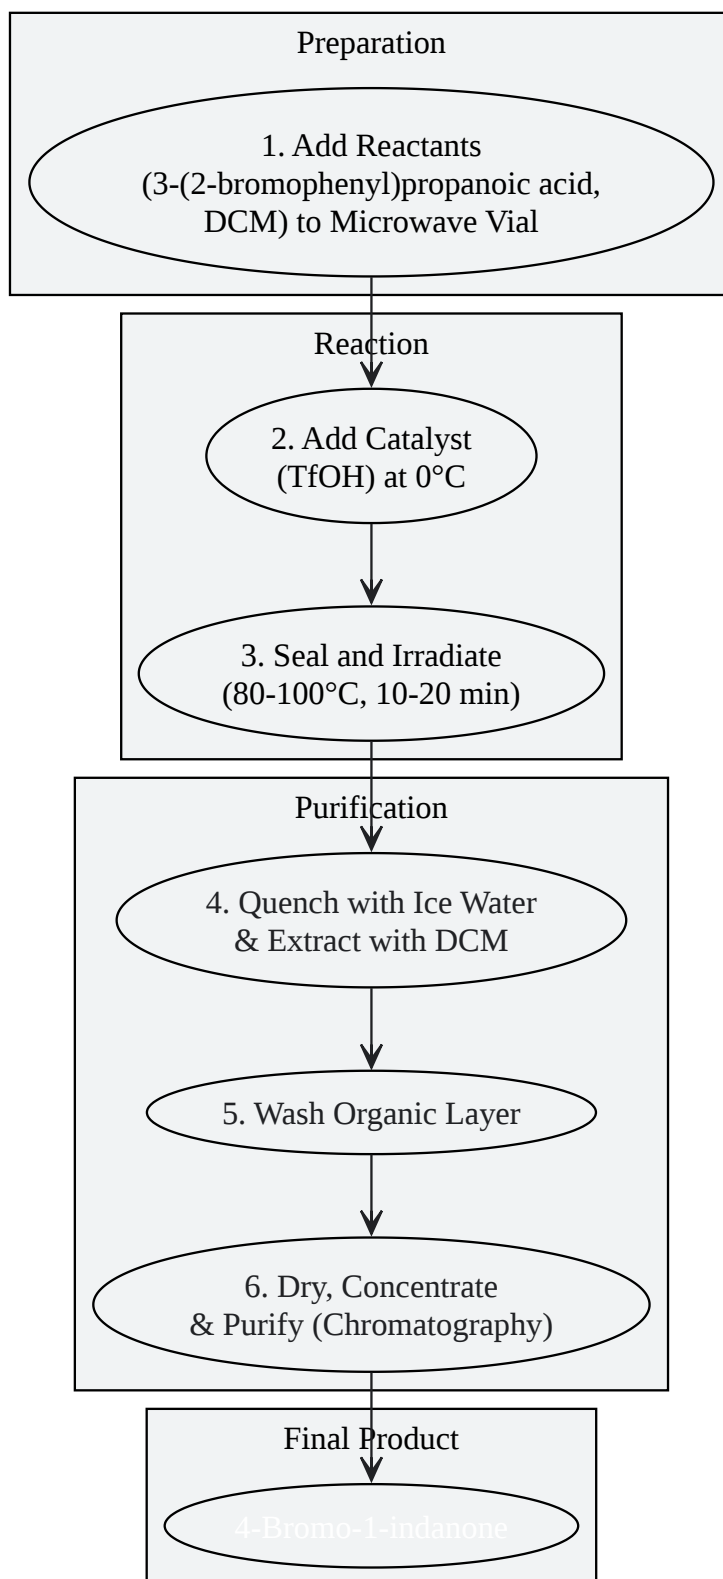 Preparation
1. Add Reactants
(3-(2-bromophenyl)propanoic acid,
DCM) to Microwave Vial
Reaction
2. Add Catalyst
(TfOH) at 0°C
3. Seal and Irradiate
(80-100°C, 10-20 min)
Purification
4. Quench with Ice Water
& Extract with DCM
5. Wash Organic Layer
6. Dry, Concentrate
& Purify (Chromatography)
Final Product
4-Bromo-1-indanone